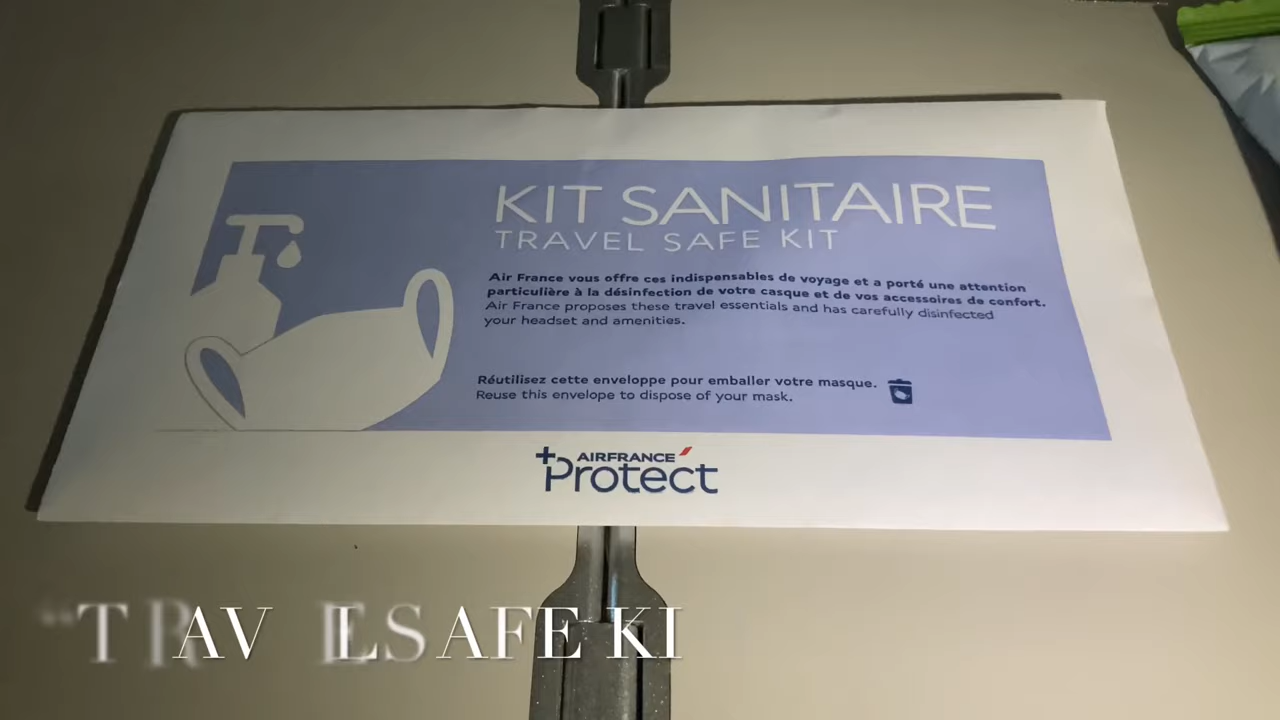 KIT SANITAIRE
TRAVEL SAFE KIT
Air France vous offre ces indispensables de voyage et a porté une attention
particulière à la désinfection de votre casque et de vos accessoires de confort.
Air France proposes these travel essentials and has carefully disinfected
your headset and amenities.
Réutilisez cette enveloppe pour emballer votre masque.
Reuse this envelope to dispose of your mask.
AIRFRANCE
Protect
“TRAVEL SAFE KI